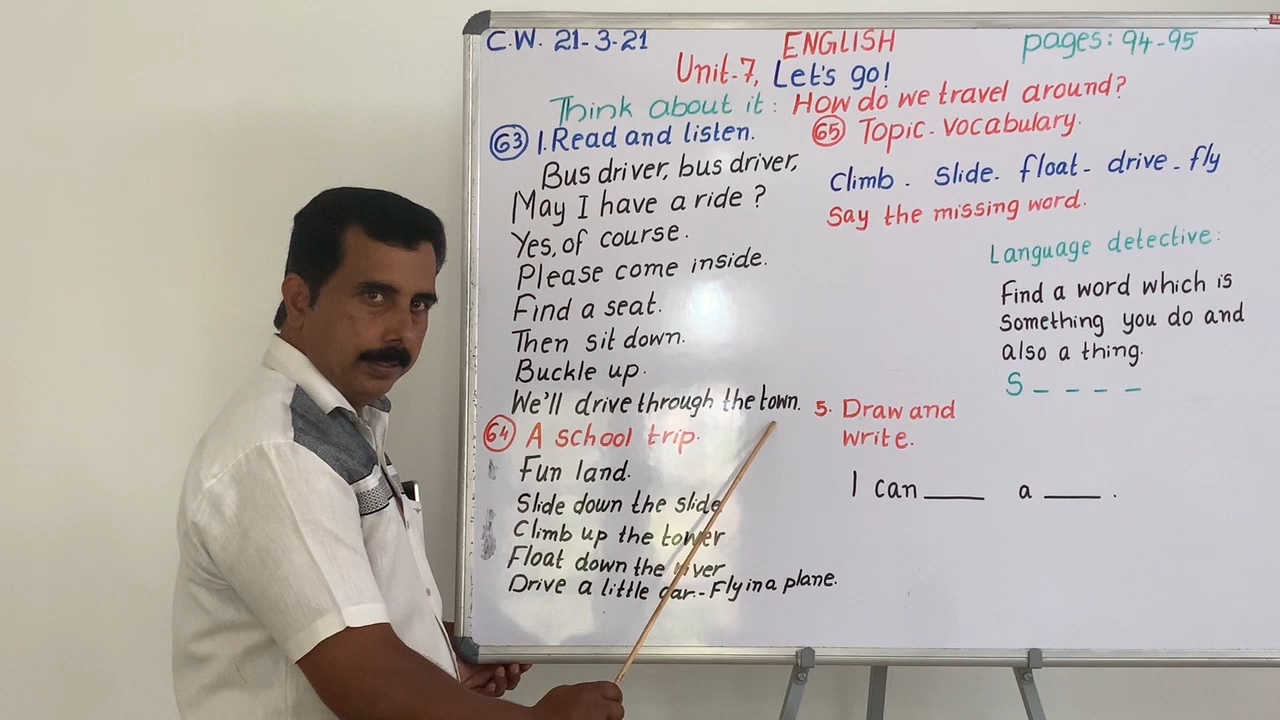 C.W. 21-3-21 ENGLISH pages: 94-95
Unit-7, Let's go!
Think about it: How do we travel around?
63 1. Read and listen.
Bus driver, bus driver,
May I have a ride?
Yes, of course.
Please come inside.
Find a seat.
Then sit down.
Buckle up.
We'll drive through the town.
64 A school trip.
Fun land.
Slide down the slide
Climb up the tower
Float down the river
Drive a little car.-Fly in a plane.
65 Topic-vocabulary.
Climb - Slide - float - drive - fly
Say the missing word.
Language detective:
Find a word which is
Something you do and
also a thing.
S _ _ _ _
5. Draw and
write.
I can ____ a ____.